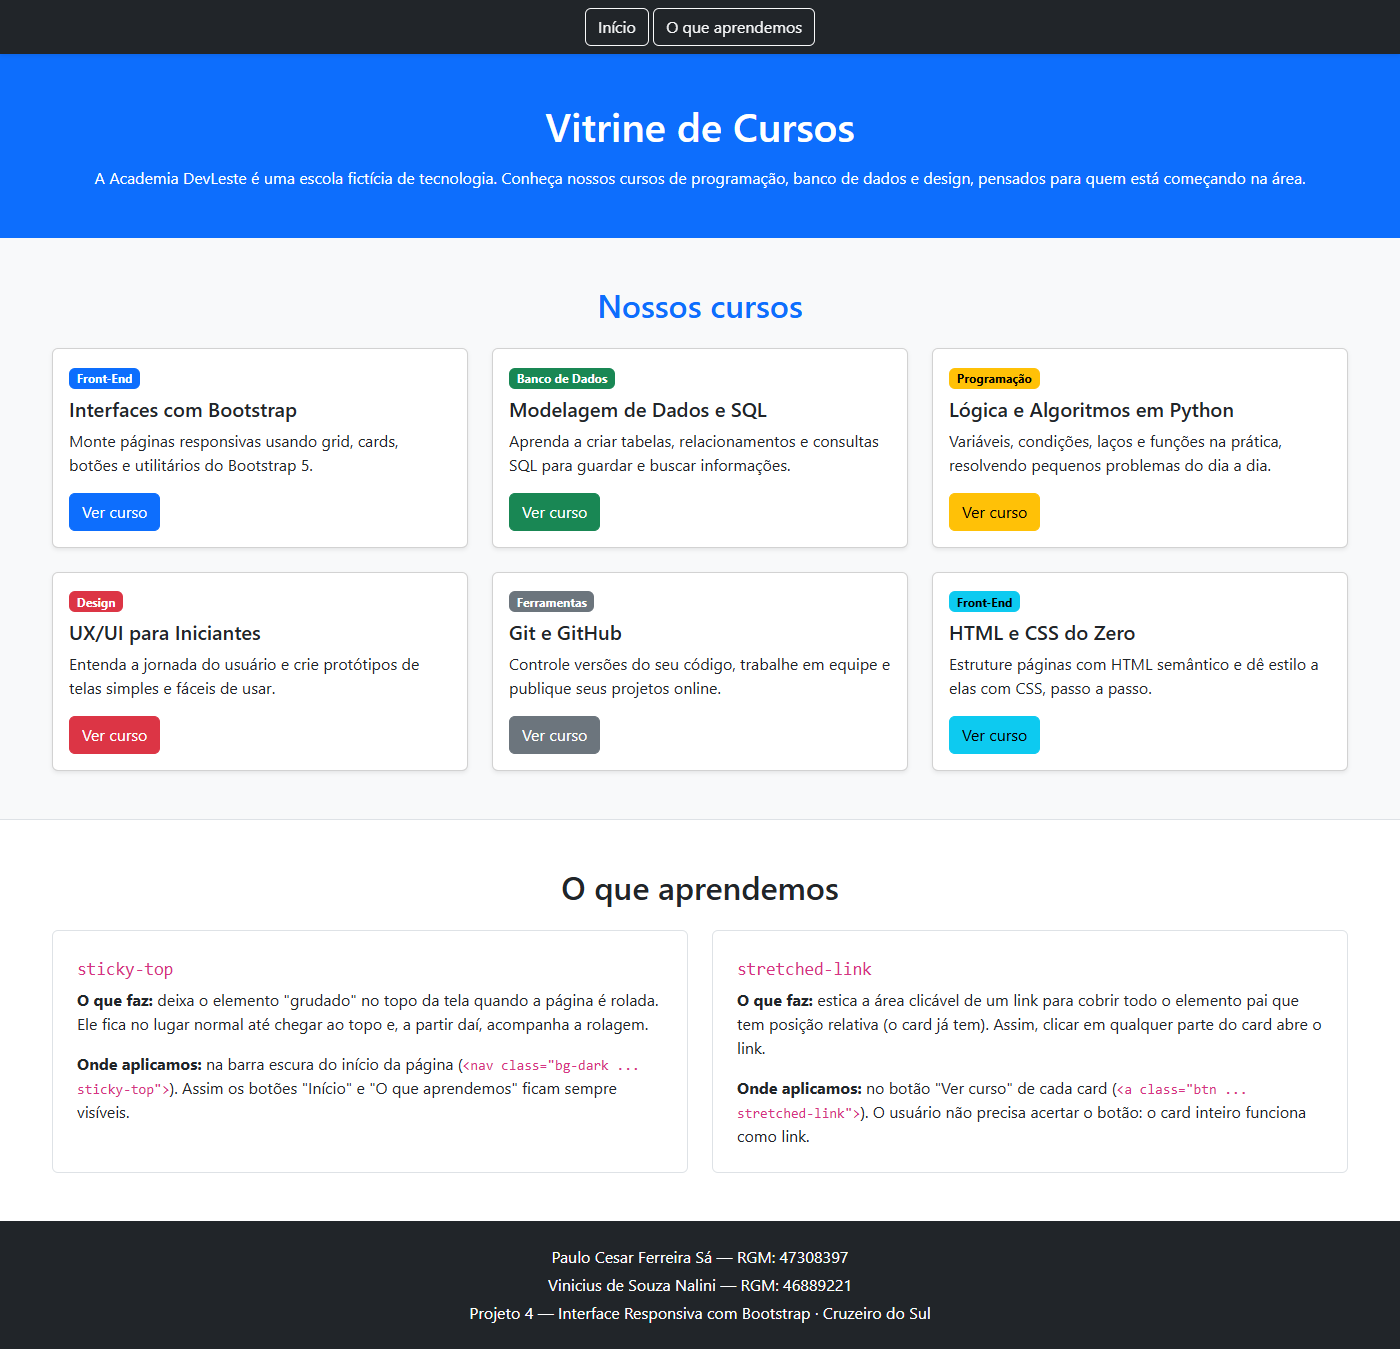 Início
O que aprendemos
Vitrine de Cursos
A Academia DevLeste é uma escola fictícia de tecnologia. Conheça nossos cursos de programação, banco de dados e design, pensados para quem está começando na área.
Nossos cursos
Front-End
Interfaces com Bootstrap
Monte páginas responsivas usando grid, cards,
botões e utilitários do Bootstrap 5.
Ver curso
Banco de Dados
Modelagem de Dados e SQL
Aprenda a criar tabelas, relacionamentos e consultas
SQL para guardar e buscar informações.
Ver curso
Programação
Lógica e Algoritmos em Python
Variáveis, condições, laços e funções na prática,
resolvendo pequenos problemas do dia a dia.
Ver curso
Design
UX/UI para Iniciantes
Entenda a jornada do usuário e crie protótipos de
telas simples e fáceis de usar.
Ver curso
Ferramentas
Git e GitHub
Controle versões do seu código, trabalhe em equipe e
publique seus projetos online.
Ver curso
Front-End
HTML e CSS do Zero
Estruture páginas com HTML semântico e dê estilo a
elas com CSS, passo a passo.
Ver curso
O que aprendemos
sticky-top
O que faz: deixa o elemento "grudado" no topo da tela quando a página é rolada.
Ele fica no lugar normal até chegar ao topo e, a partir daí, acompanha a rolagem.
Onde aplicamos: na barra escura do início da página (<nav class="bg-dark ...
sticky-top">). Assim os botões "Início" e "O que aprendemos" ficam sempre
visíveis.
stretched-link
O que faz: estica a área clicável de um link para cobrir todo o elemento pai que
tem posição relativa (o card já tem). Assim, clicar em qualquer parte do card abre o
link.
Onde aplicamos: no botão "Ver curso" de cada card (<a class="btn ...
stretched-link">). O usuário não precisa acertar o botão: o card inteiro funciona
como link.
Paulo Cesar Ferreira Sá — RGM: 47308397
Vinicius de Souza Nalini — RGM: 46889221
Projeto 4 — Interface Responsiva com Bootstrap · Cruzeiro do Sul